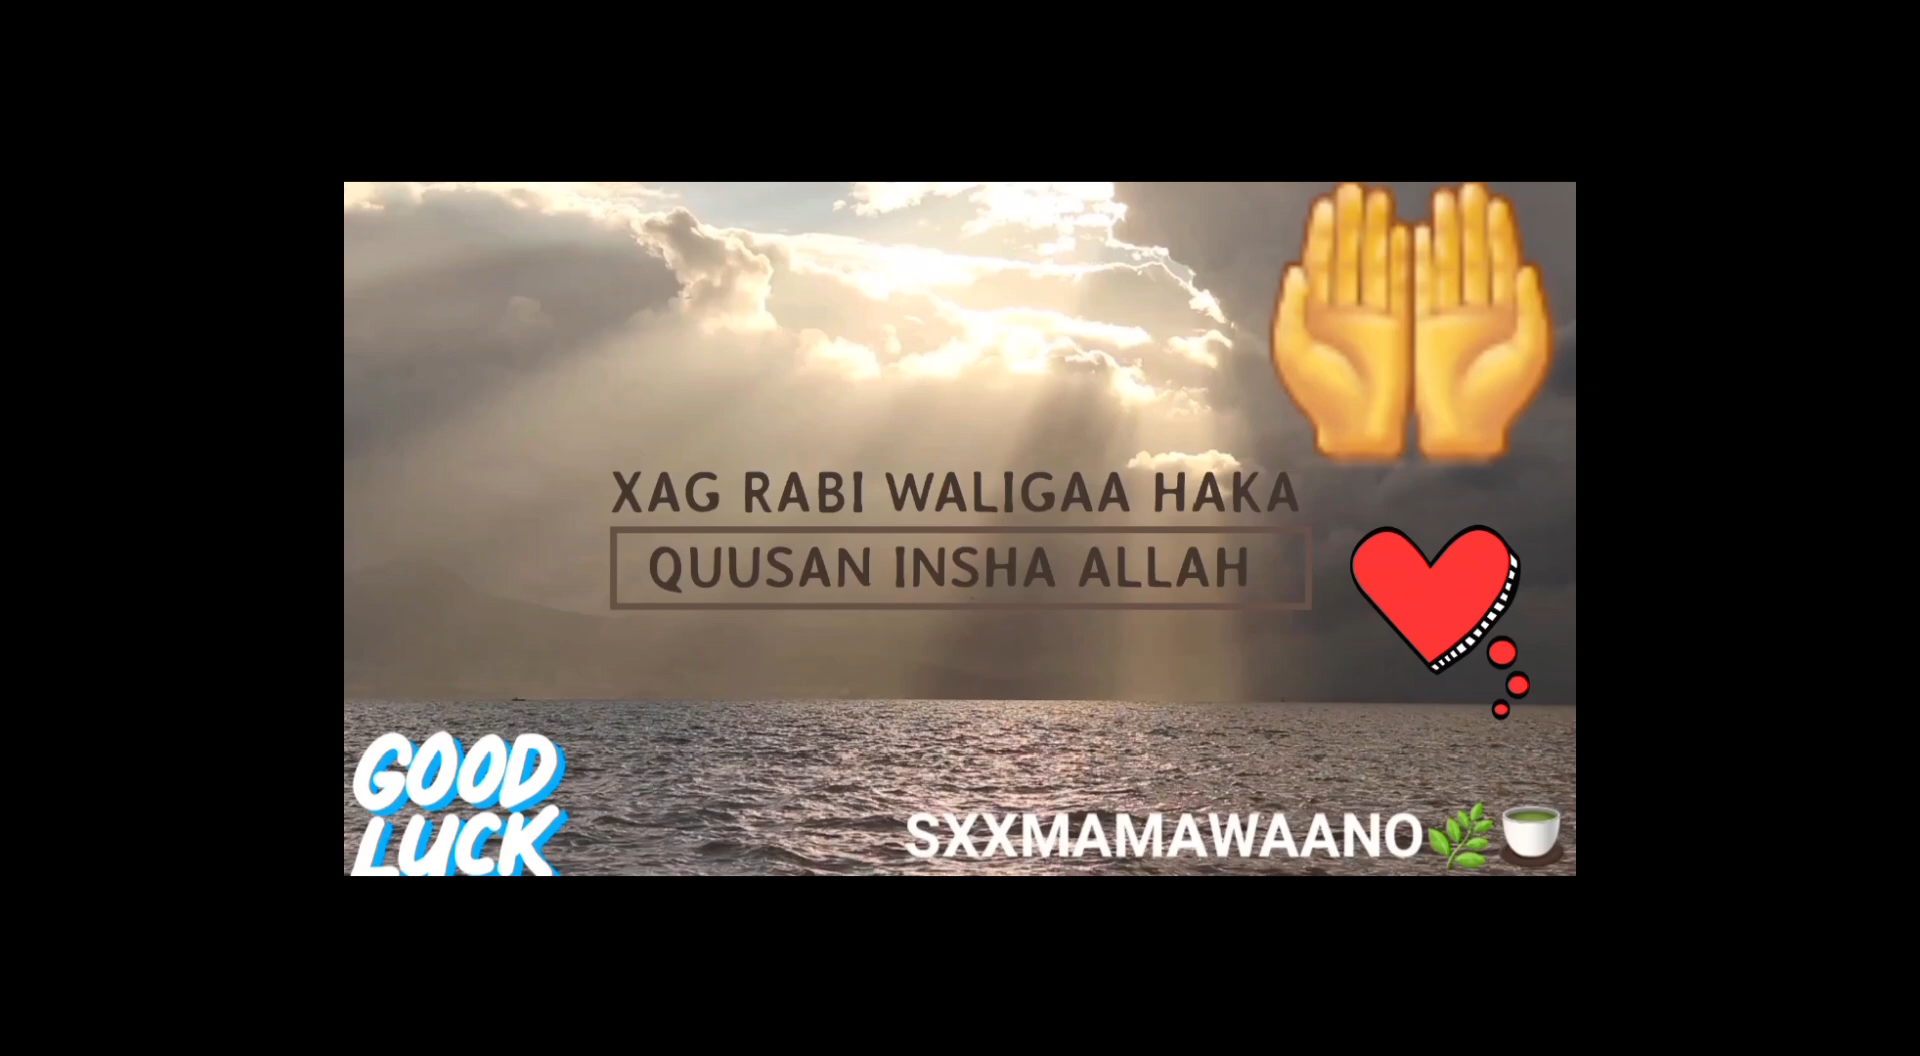 XAG RABI WALIGAA HAKA
QUUSAN INSHA ALLAH
GOOD
LUCK
SXXMAMAWAANO🌿🍵